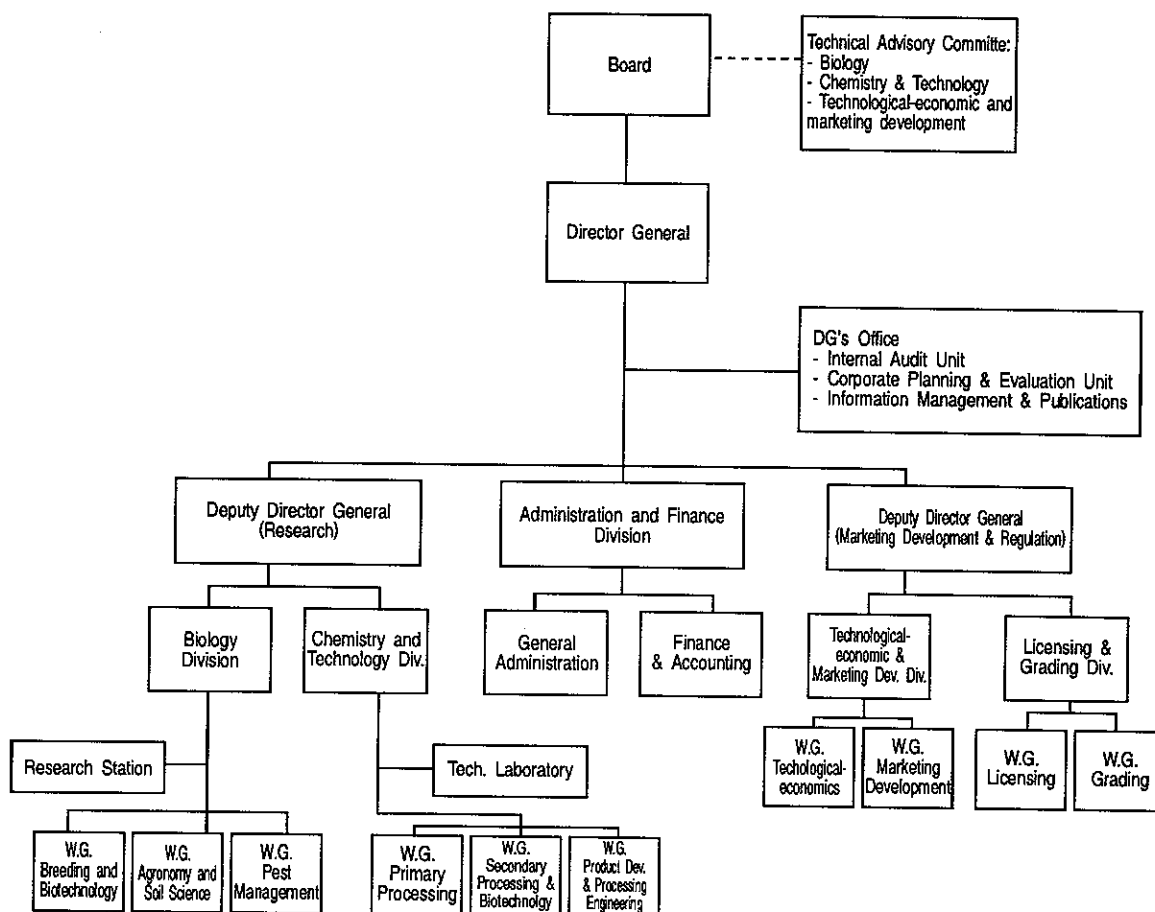 Board
Technical Advisory Committe:
- Biology
- Chemistry & Technology
- Technological-economic and
marketing development
Director General
DG's Office
- Internal Audit Unit
- Corporate Planning & Evaluation Unit
- Information Management & Publications
Deputy Director General
(Research)
Administration and Finance
Division
Deputy Director General
(Marketing Development & Regulation)
Biology
Division
Chemistry and
Technology Div.
General
Administration
Finance
& Accounting
Technological-
economic &
Marketing Dev. Div.
Licensing &
Grading Div.
Research Station
Tech. Laboratory
W.G.
Techological-
economics
W.G.
Marketing
Development
W.G.
Licensing
W.G.
Grading
W.G.
Breeding and
Biotechnology
W.G.
Agronomy and
Soil Science
W.G.
Pest
Management
W.G.
Primary
Processing
W.G.
Secondary
Processing &
Biotechnolgy
W.G.
Product Dev.
& Processing
Engineering